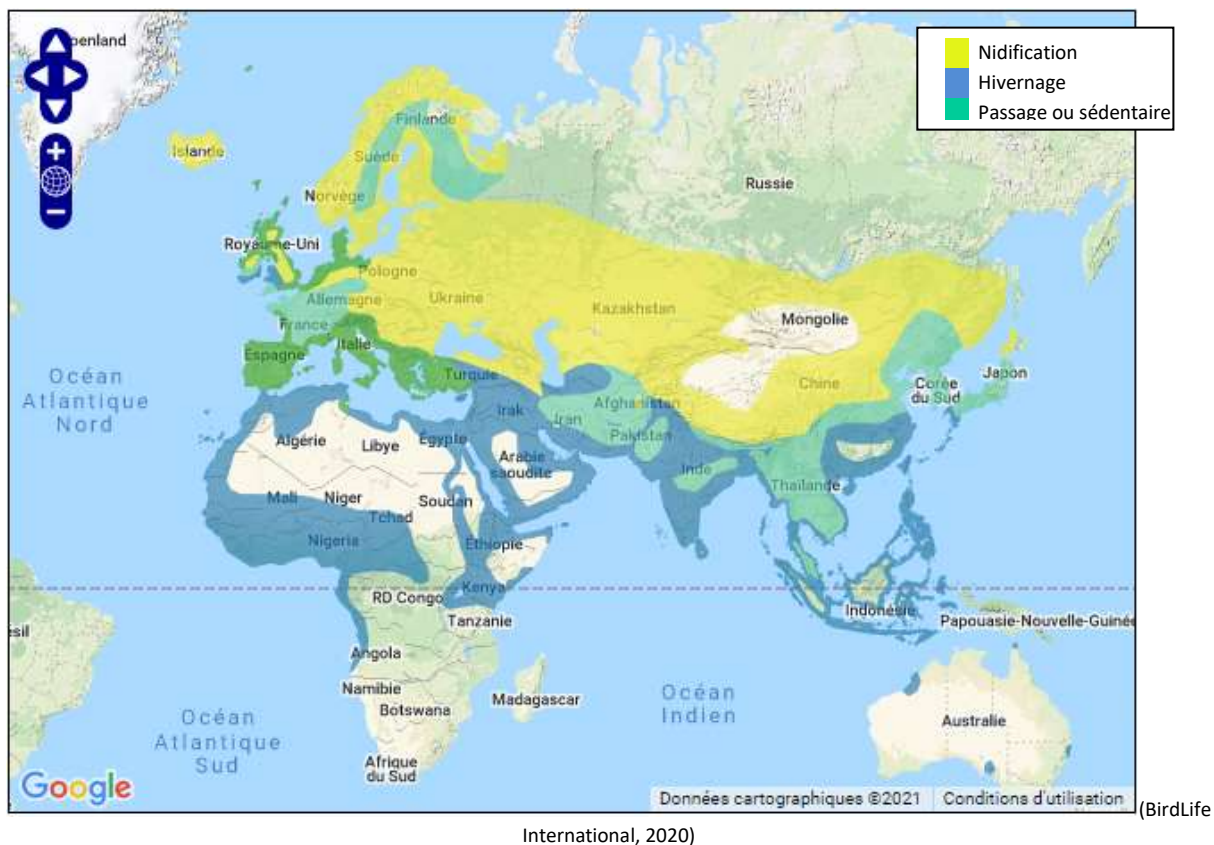 Nidification
Hivernage
Passage ou sédentaire
penland
Islande
Finlande
Suède
Norvège
Russie
Royaume-Uni
Pologne
Allemagne
Ukraine
Kazakhstan
France
Mongolie
Espagne
Italie
Turquie
Chine
Corée
du Sud
Japon
Océan
Atlantique
Nord
Irak
Iran
Afghanistan
Pakistan
Algérie
Libye
Égypte
Arabie
saoudite
Inde
Thaïlande
Mali
Niger
Tchad
Soudan
Nigeria
Éthiopie
RD Congo
Kenya
Tanzanie
Indonésie
Papouasie-Nouvelle-Guiné
sil
Angola
Namibie
Botswana
Madagascar
Océan
Indien
Australie
Océan
Atlantique
Sud
Afrique
du Sud
Google
Données cartographiques ©2021
Conditions d'utilisation
(BirdLife
International, 2020)